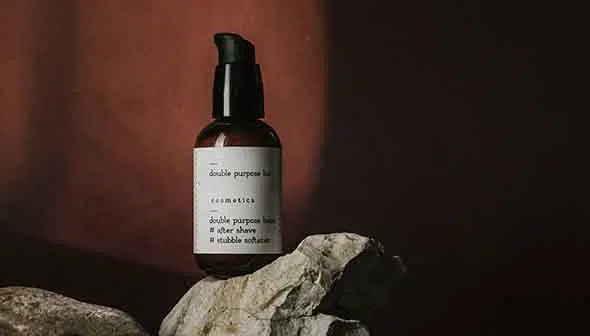 double purpose bal
cosmetics
double purpose balm
# after shave
# stubble softener